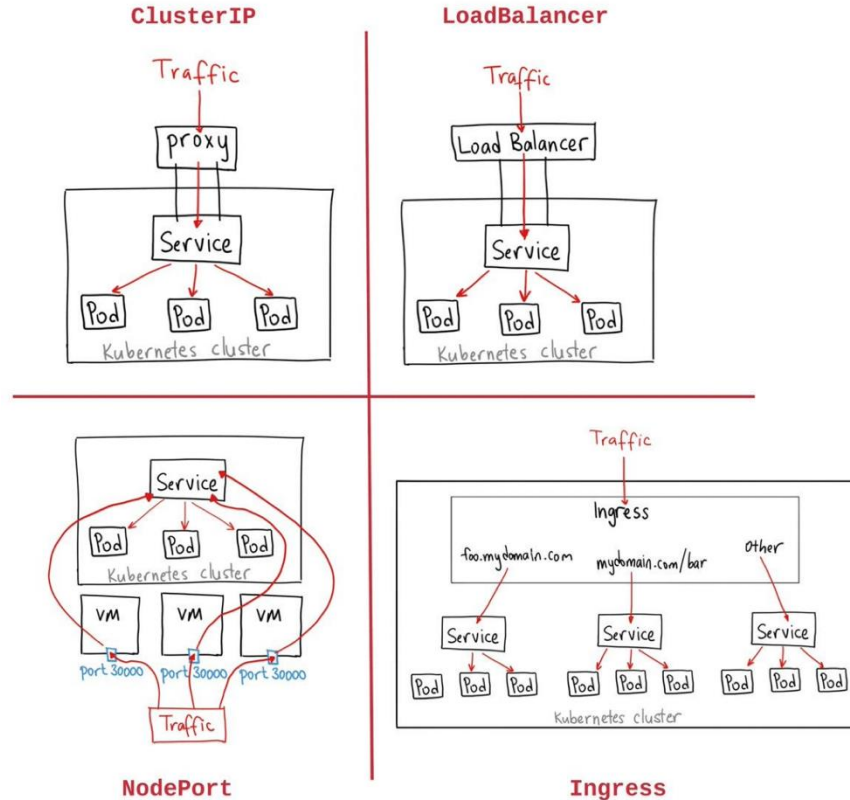 ClusterIP
Traffic
proxy
Service
Pod
Pod
Pod
Kubernetes cluster
LoadBalancer
Traffic
Load Balancer
Service
Pod
Pod
Pod
Kubernetes cluster
Service
Pod
Pod
Pod
Kubernetes cluster
VM
VM
VM
port 30000
port 30000
port 30000
Traffic
NodePort
Traffic
Ingress
foo.mydomain.com
mydomain.com/bar
Other
Service
Service
Service
Pod
Pod
Pod
Pod
Pod
Pod
Pod
Pod
Pod
Kubernetes cluster
Ingress